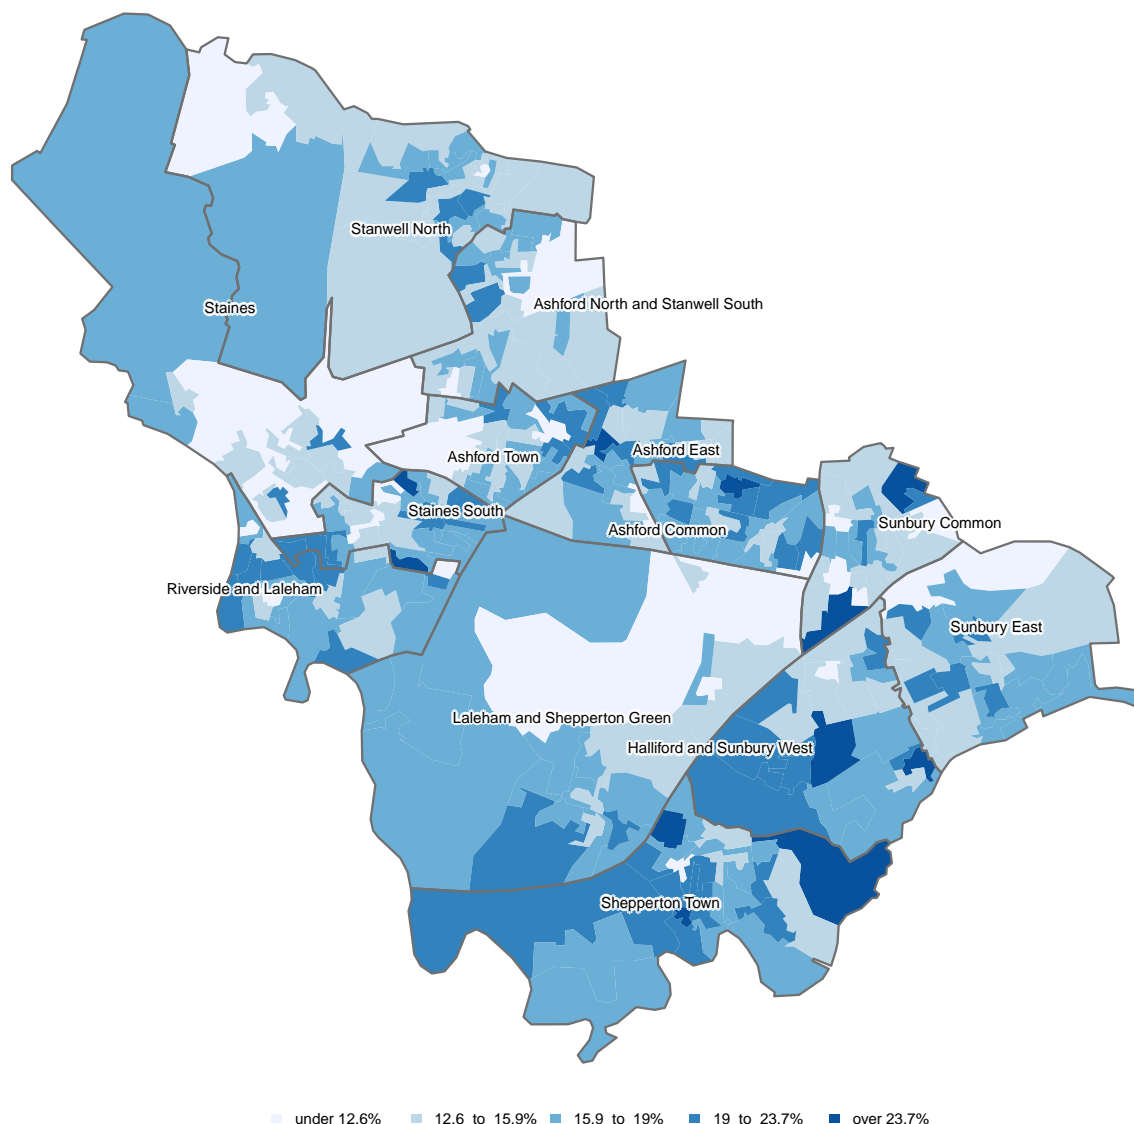 Stanwell North
Staines
Ashford North and Stanwell South
Ashford Town
Ashford East
Staines South
Ashford Common
Sunbury Common
Riverside and Laleham
Sunbury East
Laleham and Shepperton Green
Halliford and Sunbury West
Shepperton Town
under 12.6% 12.6 to 15.9% 15.9 to 19% 19 to 23.7% over 23.7%